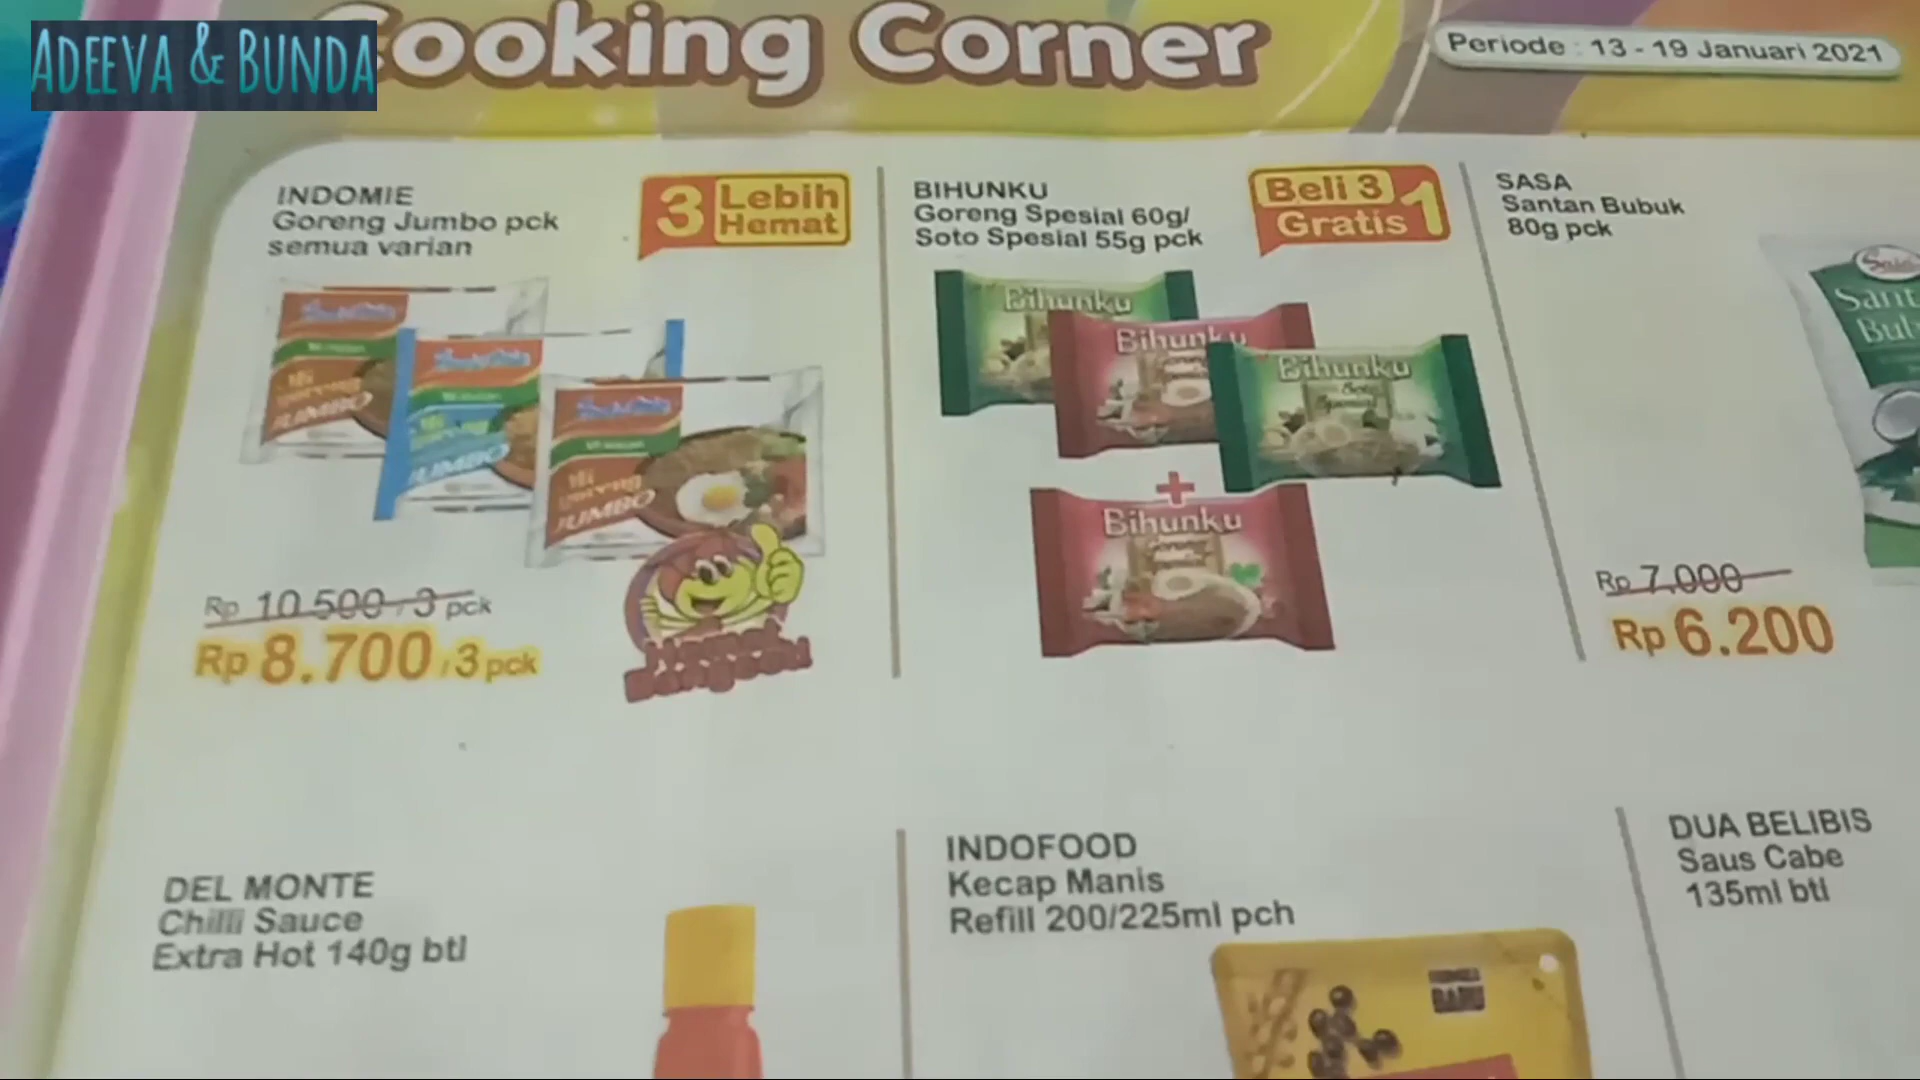 ADEEVA & BUNDA
Cooking Corner
Periode : 13 - 19 Januari 2021
INDOMIE
Goreng Jumbo pck
semua varian
3 Lebih
Hemat
Rp 10.500 / 3 pck
Rp 8.700 / 3 pck
JUMBO
JUMBO
JUMBO
BIHUNKU
Goreng Spesial 60g/
Soto Spesial 55g pck
Beli 3
Gratis 1
Bihunku
Bihunku
Bihunku
+
Bihunku
SASA
Santan Bubuk
80g pck
Rp 7.000
Rp 6.200
DEL MONTE
Chilli Sauce
Extra Hot 140g btl
INDOFOOD
Kecap Manis
Refill 200/225ml pch
DUA BELIBIS
Saus Cabe
135ml btl